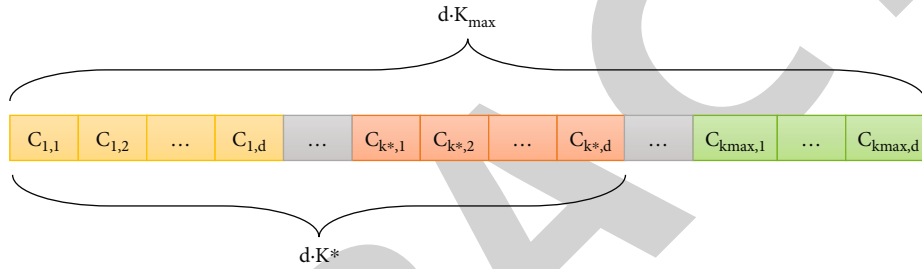 d·K_max
C_1,1 C_1,2 … C_1,d … C_k*,1 C_k*,2 … C_k*,d … C_kmax,1 … C_kmax,d
d·K*